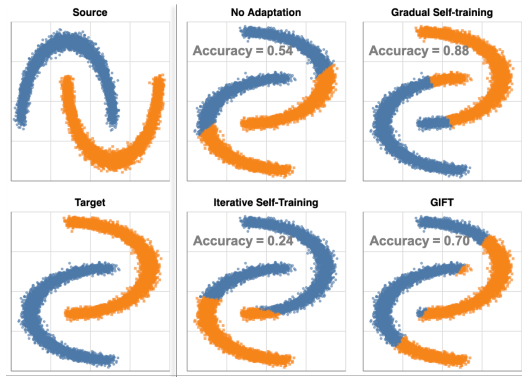 Source
No Adaptation
Gradual Self-training
Accuracy = 0.54
Accuracy = 0.88
Target
Iterative Self-Training
GIFT
Accuracy = 0.24
Accuracy = 0.70